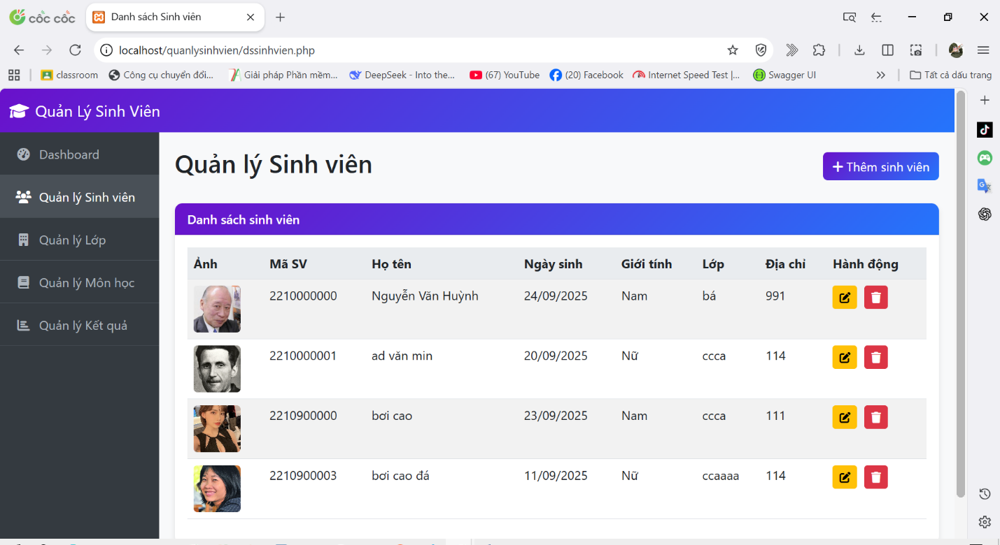 cốc cốc
Danh sách Sinh viên
localhost/quanlysinhvien/dssinhvien.php
classroom
Công cụ chuyển đổi...
Giải pháp Phần mềm...
DeepSeek - Into the...
(67) YouTube
(20) Facebook
Internet Speed Test |...
Swagger UI
Tất cả dấu trang
Quản Lý Sinh Viên
Dashboard
Quản lý Sinh viên
Quản lý Lớp
Quản lý Môn học
Quản lý Kết quả
Quản lý Sinh viên
Thêm sinh viên
Danh sách sinh viên
Ảnh Mã SV Họ tên Ngày sinh Giới tính Lớp Địa chỉ Hành động
2210000000 Nguyễn Văn Huỳnh 24/09/2025 Nam bá 991
2210000001 ad văn min 20/09/2025 Nữ ccca 114
2210900000 bơi cao 23/09/2025 Nam ccca 111
2210900003 bơi cao đá 11/09/2025 Nữ ccaaaa 114